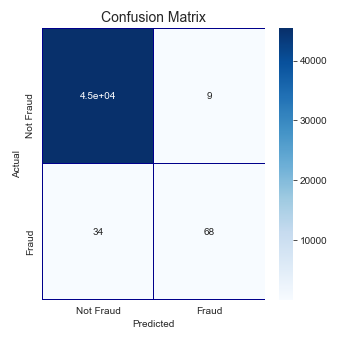 Confusion Matrix
Actual
Not Fraud
Fraud
4.5e+04
9
34
68
Not Fraud
Fraud
Predicted
40000
30000
20000
10000